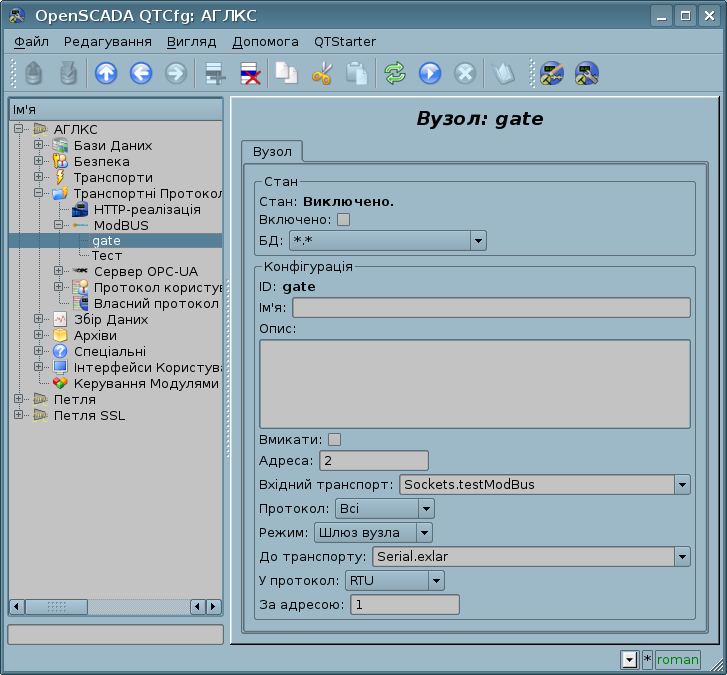 OpenSCADA QTCfg: АГЛКС
Файл Редагування Вигляд Допомога QTStarter
Ім'я
АГЛКС
Бази Даних
Безпека
Транспорти
Транспортні Протокол
HTTP-реалізація
ModBUS
gate
Тест
Сервер OPC-UA
Протокол користув
Власний протокол
Збір Даних
Архіви
Спеціальні
Інтерфейси Користува
Керування Модулями
Петля
Петля SSL
Вузол: gate
Вузол
Стан
Стан: Виключено.
Включено:
БД: *.*
Конфігурація
ID: gate
Ім'я:
Опис:
Вмикати:
Адреса: 2
Вхідний транспорт: Sockets.testModBus
Протокол: Всі
Режим: Шлюз вузла
До транспорту: Serial.exlar
У протокол: RTU
За адресою: 1
* roman